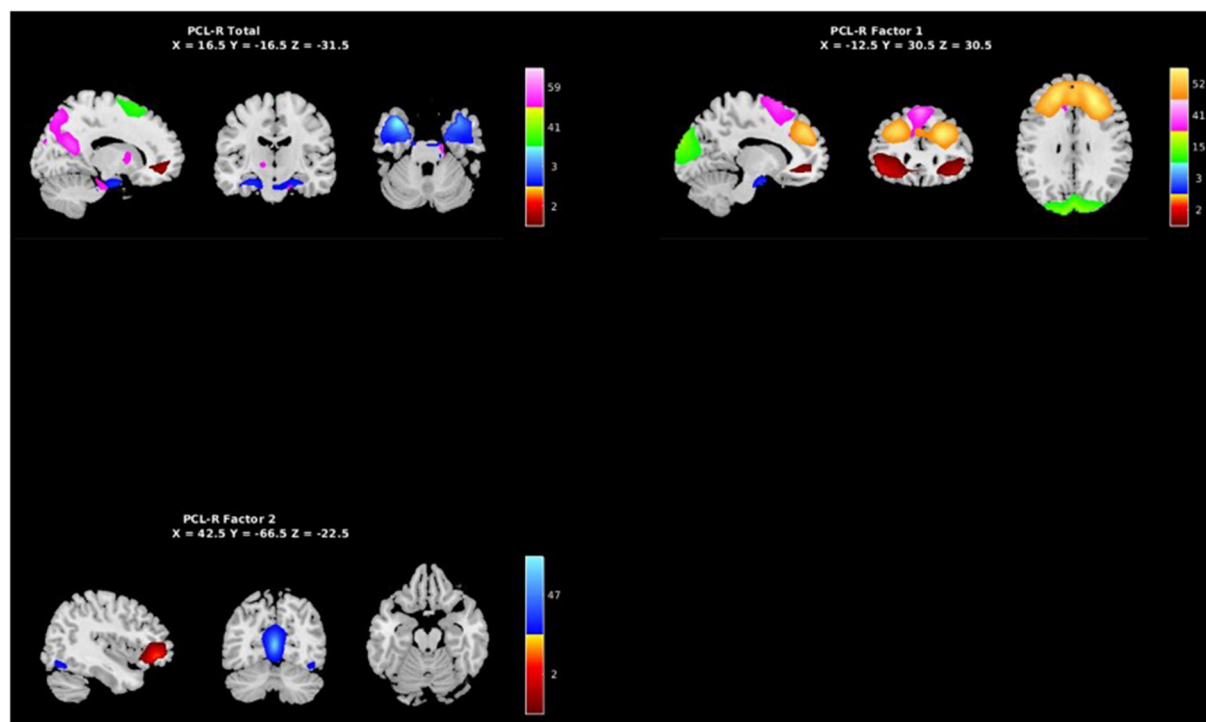 PCL-R Total
X = 16.5 Y = -16.5 Z = -31.5
59
41
3
2
PCL-R Factor 1
X = -12.5 Y = 30.5 Z = 30.5
52
41
15
3
2
PCL-R Factor 2
X = 42.5 Y = -66.5 Z = -22.5
47
2